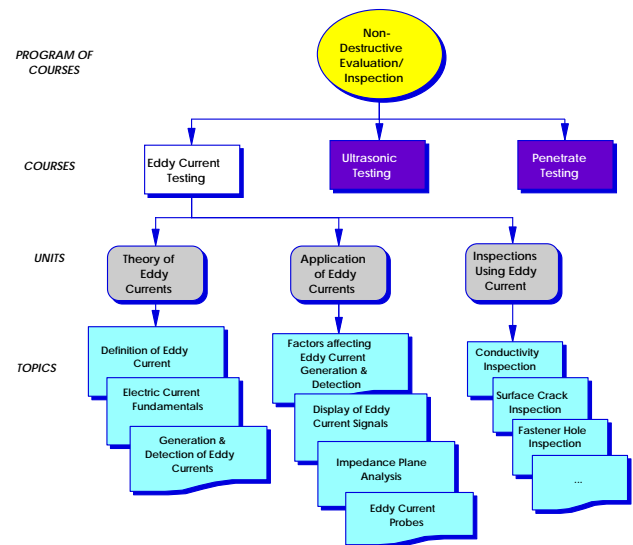 Non-
Destructive
Evaluation/
Inspection
PROGRAM OF
COURSES
COURSES
Eddy Current
Testing
Ultrasonic
Testing
Penetrate
Testing
UNITS
Theory of
Eddy
Currents
Application
of Eddy
Currents
Inspections
Using Eddy
Current
TOPICS
Definition of Eddy
Current
Electric Current
Fundamentals
Generation &
Detection of Eddy
Currents
Factors affecting
Eddy Current
Generation &
Detection
Display of Eddy
Current Signals
Impedance Plane
Analysis
Eddy Current
Probes
Conductivity
Inspection
Surface Crack
Inspection
Fastener Hole
Inspection
...